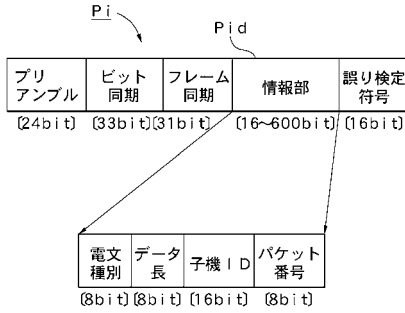 Pi
Pid
プリアンブル
ビット同期
フレーム同期
情報部
誤り検定符号
(24bit)(33bit)(31bit)(16~600bit)(16bit)
電文種別
データ長
子機ID
パケット番号
(8bit)(8bit)(16bit)(8bit)